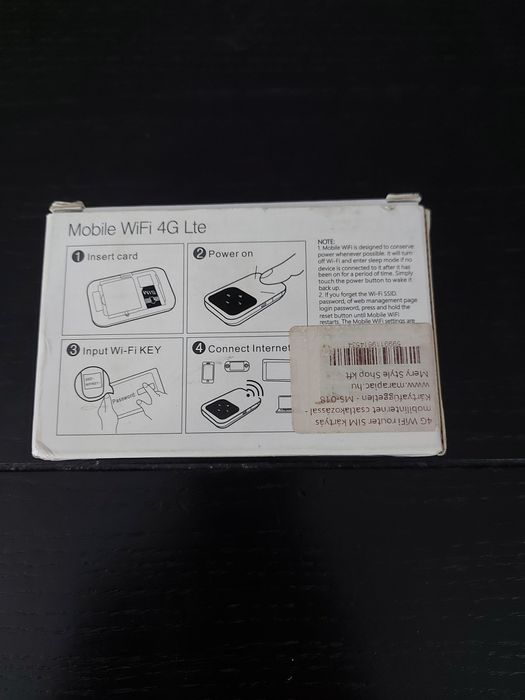 Mobile WiFi 4G Lte
1 Insert card
2 Power on
3 Input Wi-Fi KEY
Password:
4 Connect Internet
NOTE:
1. Mobile WiFi is designed to conserve
power whenever possible. It will turn
off Wi-Fi and enter sleep mode if no
device is connected to it after it has
been on for a period of time. Simply
touch the power button to wake it
back up.
2. If you forget the Wi-Fi SSID.
password, of web management page
login password, press and hold the
reset button until Mobile WiFi
restarts. The Mobile WiFi settings are
4G WiFi router SIM kártyás
mobilinternet csatlakozással -
Kártyafüggetlen - MS-018
www.marapiac.hu
Mery Style Shop kft